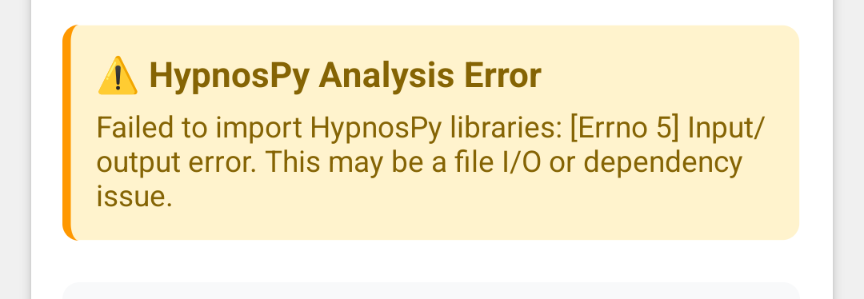 ⚠️ HypnosPy Analysis Error
Failed to import HypnosPy libraries: [Errno 5] Input/
output error. This may be a file I/O or dependency
issue.